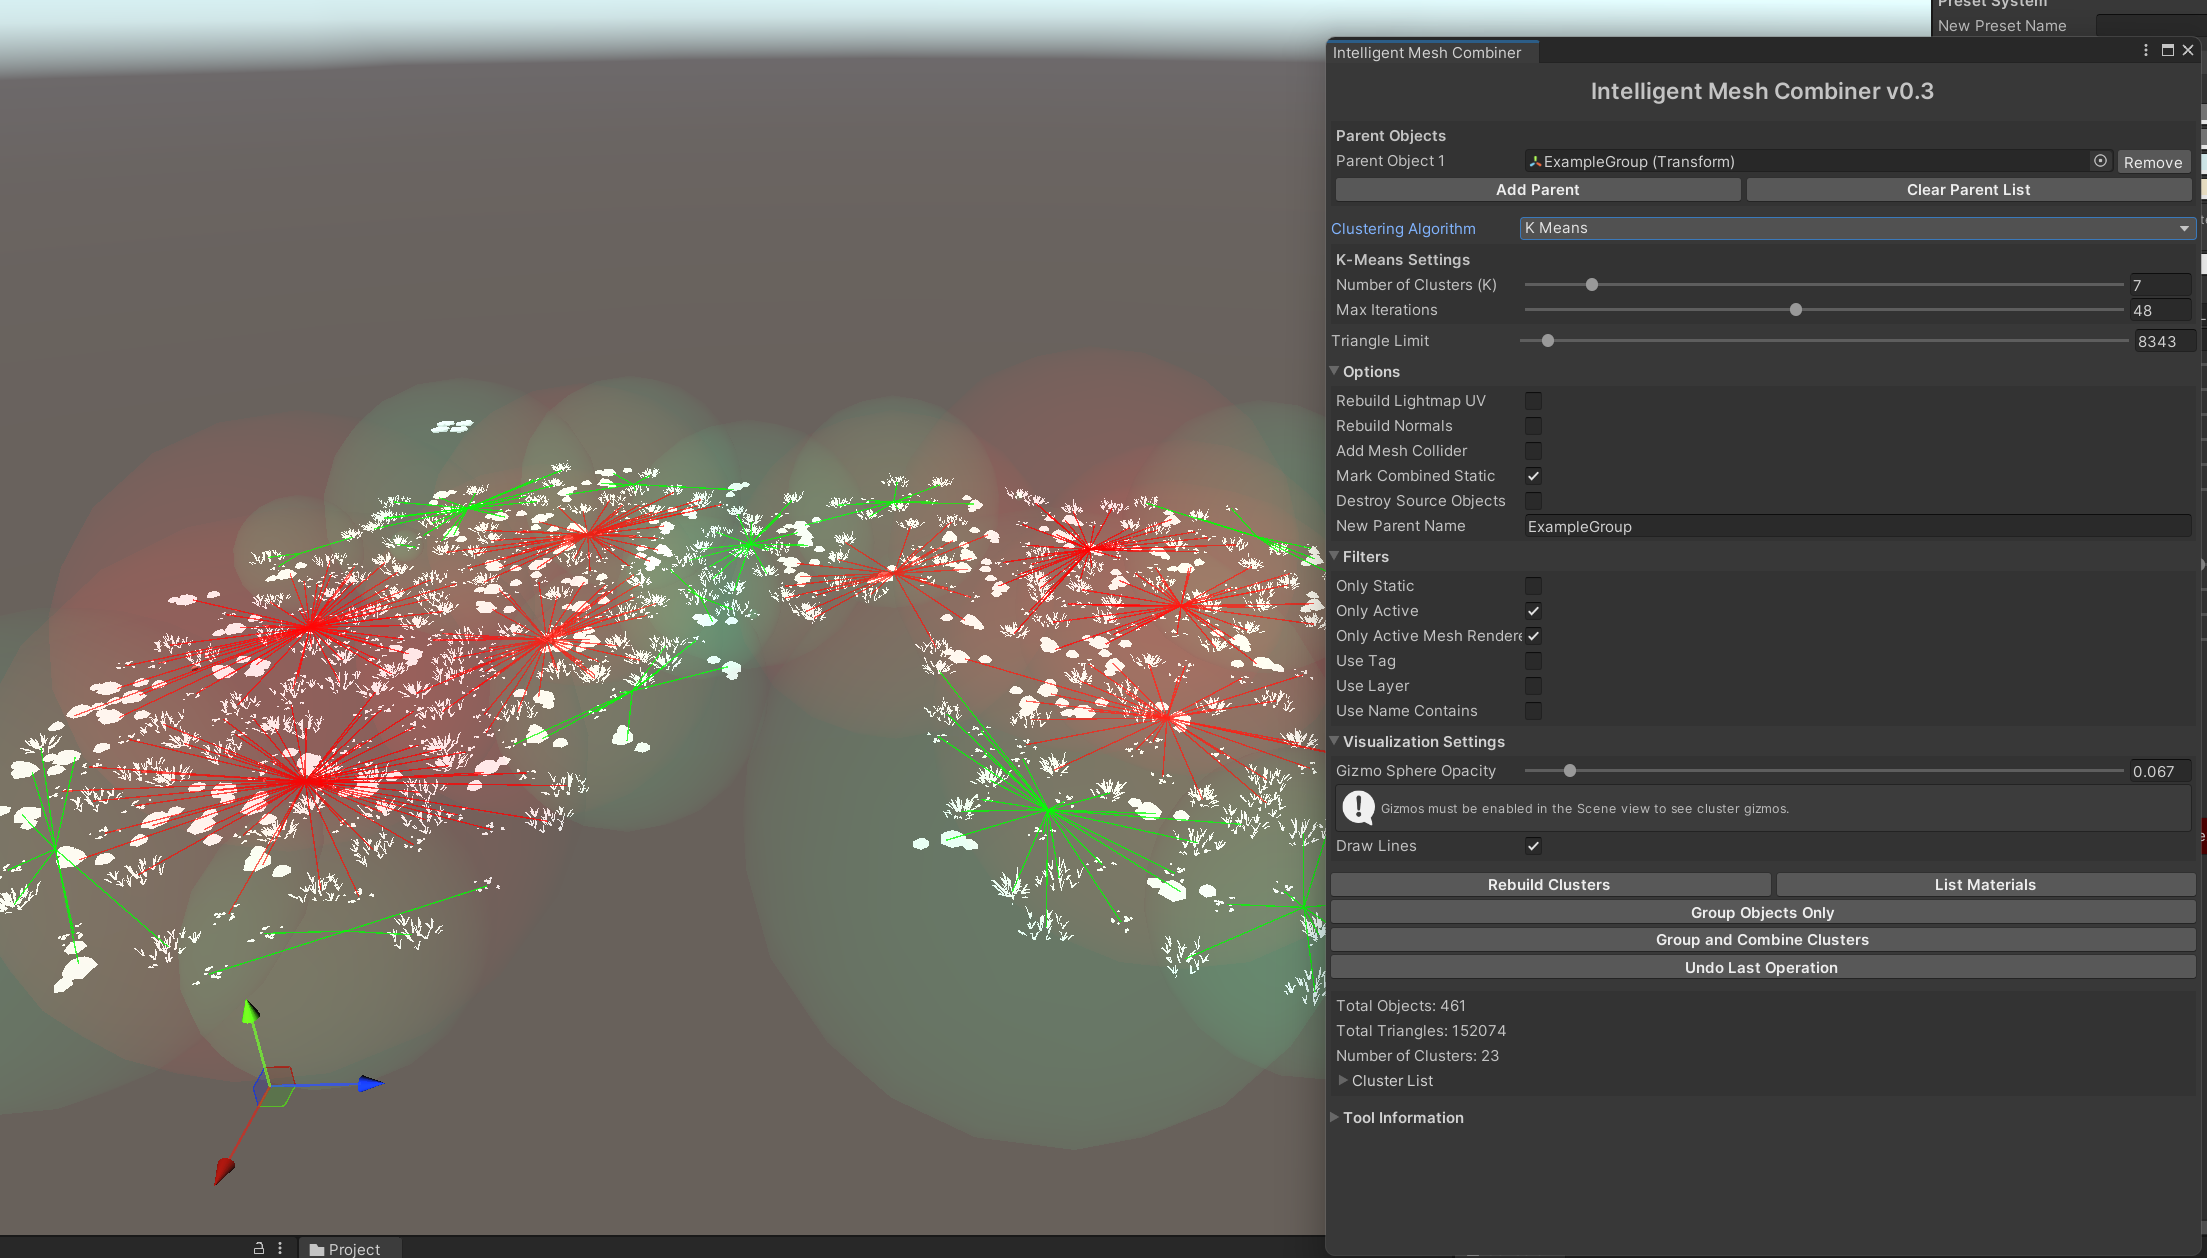 Preset System
New Preset Name
Intelligent Mesh Combiner
Intelligent Mesh Combiner v0.3
Parent Objects
Parent Object 1 ExampleGroup (Transform) Remove
Add Parent Clear Parent List
Clustering Algorithm K Means
K-Means Settings
Number of Clusters (K) 7
Max Iterations 48
Triangle Limit 8343
Options
Rebuild Lightmap UV
Rebuild Normals
Add Mesh Collider
Mark Combined Static
Destroy Source Objects
New Parent Name ExampleGroup
Filters
Only Static
Only Active
Only Active Mesh Rendere
Use Tag
Use Layer
Use Name Contains
Visualization Settings
Gizmo Sphere Opacity 0.067
Gizmos must be enabled in the Scene view to see cluster gizmos.
Draw Lines
Rebuild Clusters List Materials
Group Objects Only
Group and Combine Clusters
Undo Last Operation
Total Objects: 461
Total Triangles: 152074
Number of Clusters: 23
Cluster List
Tool Information
Project